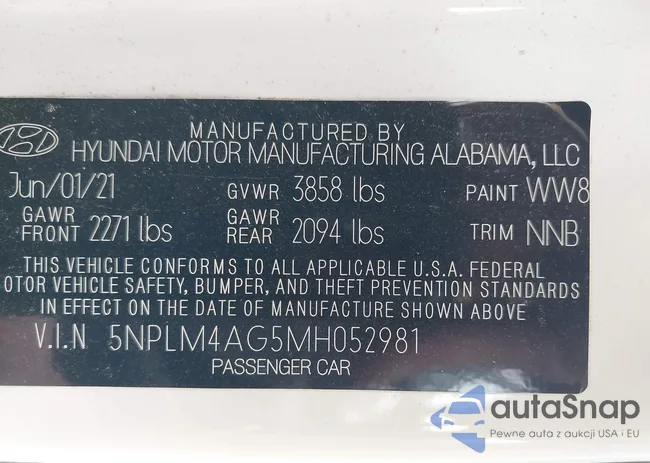 MANUFACTURED BY
HYUNDAI MOTOR MANUFACTURING ALABAMA, LLC
Jun/01/21 GVWR 3858 lbs PAINT WW8
GAWR FRONT 2271 lbs GAWR REAR 2094 lbs TRIM NNB
THIS VEHICLE CONFORMS TO ALL APPLICABLE U.S.A. FEDERAL
OTOR VEHICLE SAFETY, BUMPER, AND THEFT PREVENTION STANDARDS
IN EFFECT ON THE DATE OF MANUFACTURE SHOWN ABOVE
V.I.N 5NPLM4AG5MH052981
PASSENGER CAR
autaSnap
Pewne auta z aukcji USA i EU